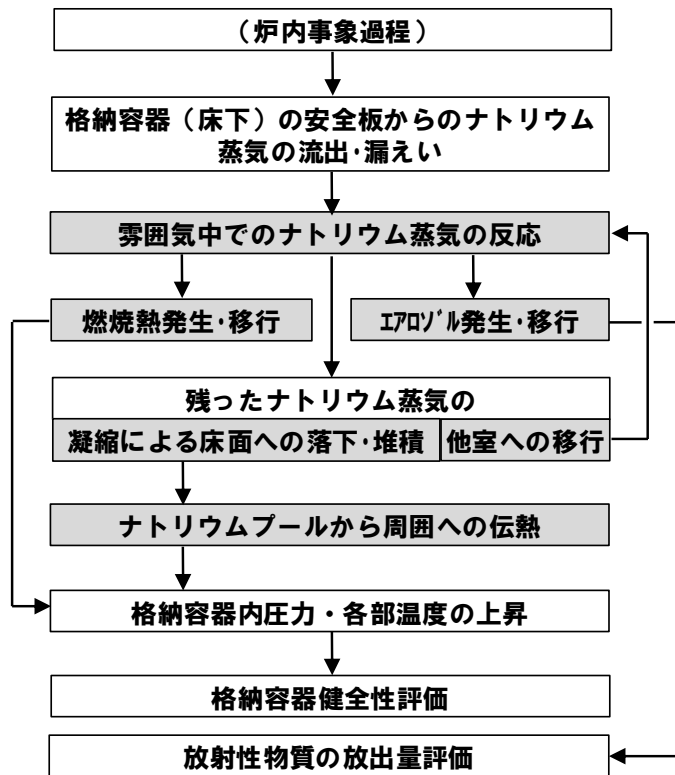 （炉内事象過程）
格納容器（床下）の安全板からのナトリウム
蒸気の流出･漏えい
雰囲気中でのナトリウム蒸気の反応
燃焼熱発生･移行
ｴｱﾛｿﾞﾙ発生･移行
残ったナトリウム蒸気の
凝縮による床面への落下･堆積
他室への移行
ナトリウムプールから周囲への伝熱
格納容器内圧力・各部温度の上昇
格納容器健全性評価
放射性物質の放出量評価